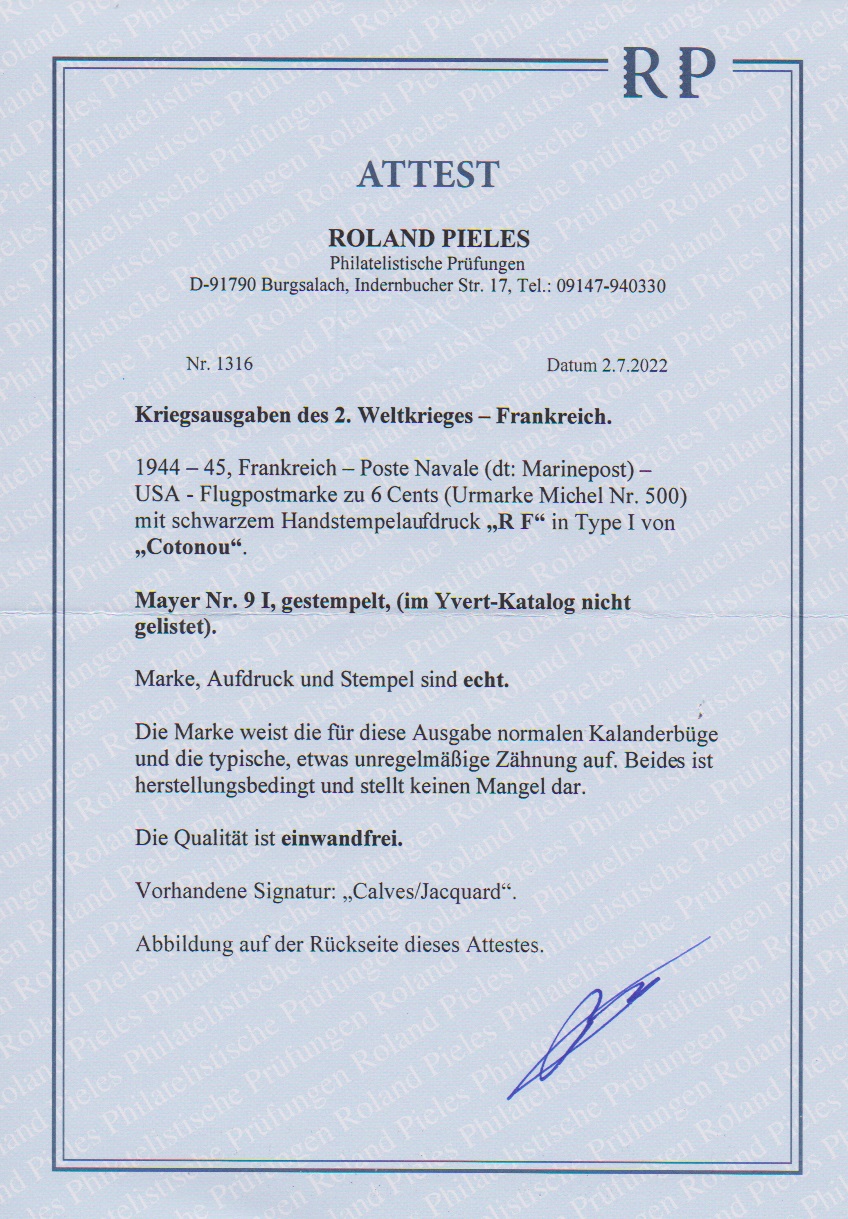 RP
ATTEST
ROLAND PIELES
Philatelistische Prüfungen
D-91790 Burgsalach, Indernbucher Str. 17, Tel.: 09147-940330
Nr. 1316 Datum 2.7.2022
Kriegsausgaben des 2. Weltkrieges – Frankreich.
1944 – 45, Frankreich – Poste Navale (dt: Marinepost) –
USA - Flugpostmarke zu 6 Cents (Urmarke Michel Nr. 500)
mit schwarzem Handstempelaufdruck „R F“ in Type I von
„Cotonou“.
Mayer Nr. 9 I, gestempelt, (im Yvert-Katalog nicht
gelistet).
Marke, Aufdruck und Stempel sind echt.
Die Marke weist die für diese Ausgabe normalen Kalanderbüge
und die typische, etwas unregelmäßige Zähnung auf. Beides ist
herstellungsbedingt und stellt keinen Mangel dar.
Die Qualität ist einwandfrei.
Vorhandene Signatur: „Calves/Jacquard“.
Abbildung auf der Rückseite dieses Attestes.